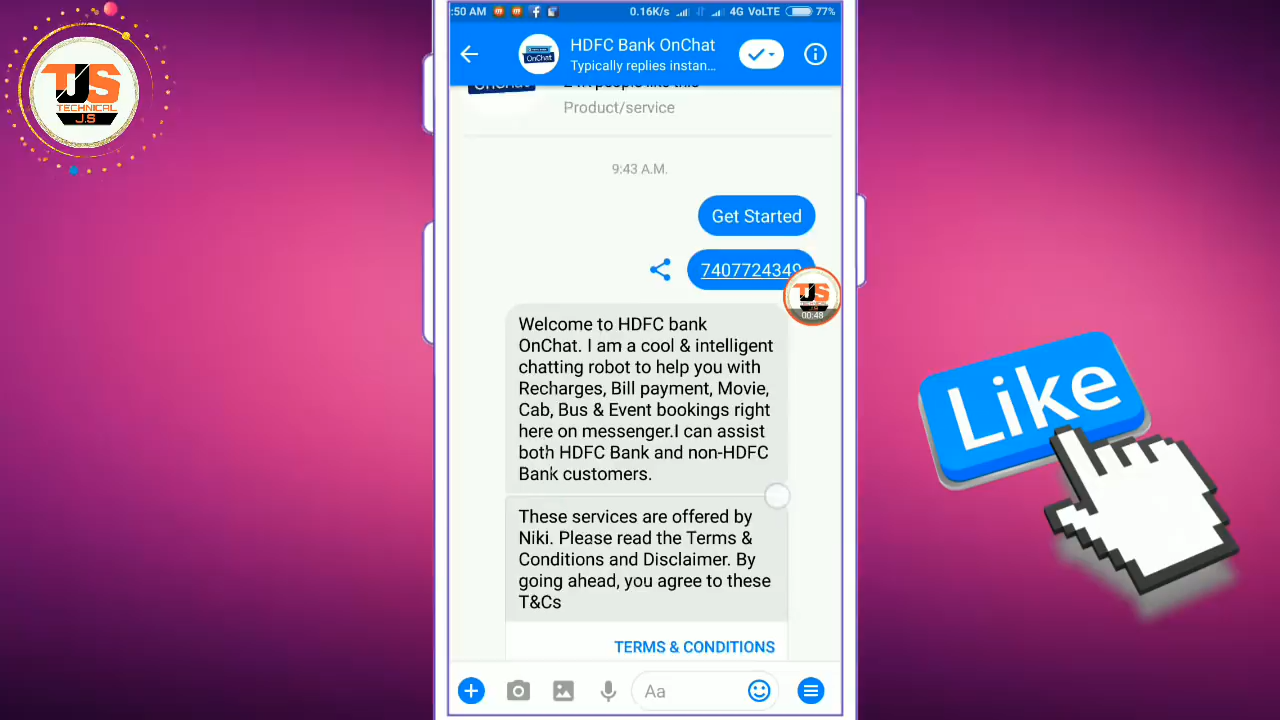 :50 AM
0.16K/s
4G VoLTE
77%
TJS
TECHNICAL
J.S
HDFC Bank OnChat
Typically replies instan...
OnChat
Product/service
9:43 A.M.
Get Started
7407724349
TJS
00:48
Welcome to HDFC bank
OnChat. I am a cool & intelligent
chatting robot to help you with
Recharges, Bill payment, Movie,
Cab, Bus & Event bookings right
here on messenger.I can assist
both HDFC Bank and non-HDFC
Bank customers.
These services are offered by
Niki. Please read the Terms &
Conditions and Disclaimer. By
going ahead, you agree to these
T&Cs
TERMS & CONDITIONS
Aa
Like